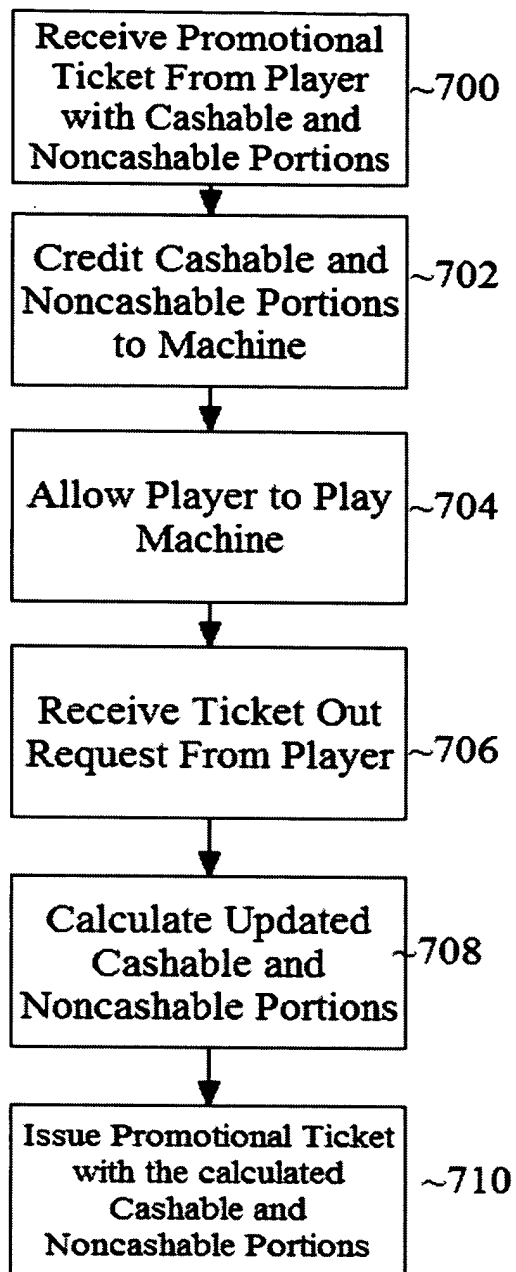 Receive Promotional
Ticket From Player
with Cashable and
Noncashable Portions
~700
Credit Cashable and
Noncashable Portions
to Machine
~702
Allow Player to Play
Machine
~704
Receive Ticket Out
Request From Player
~706
Calculate Updated
Cashable and
Noncashable Portions
~708
Issue Promotional Ticket
with the calculated
Cashable and
Noncashable Portions
~710